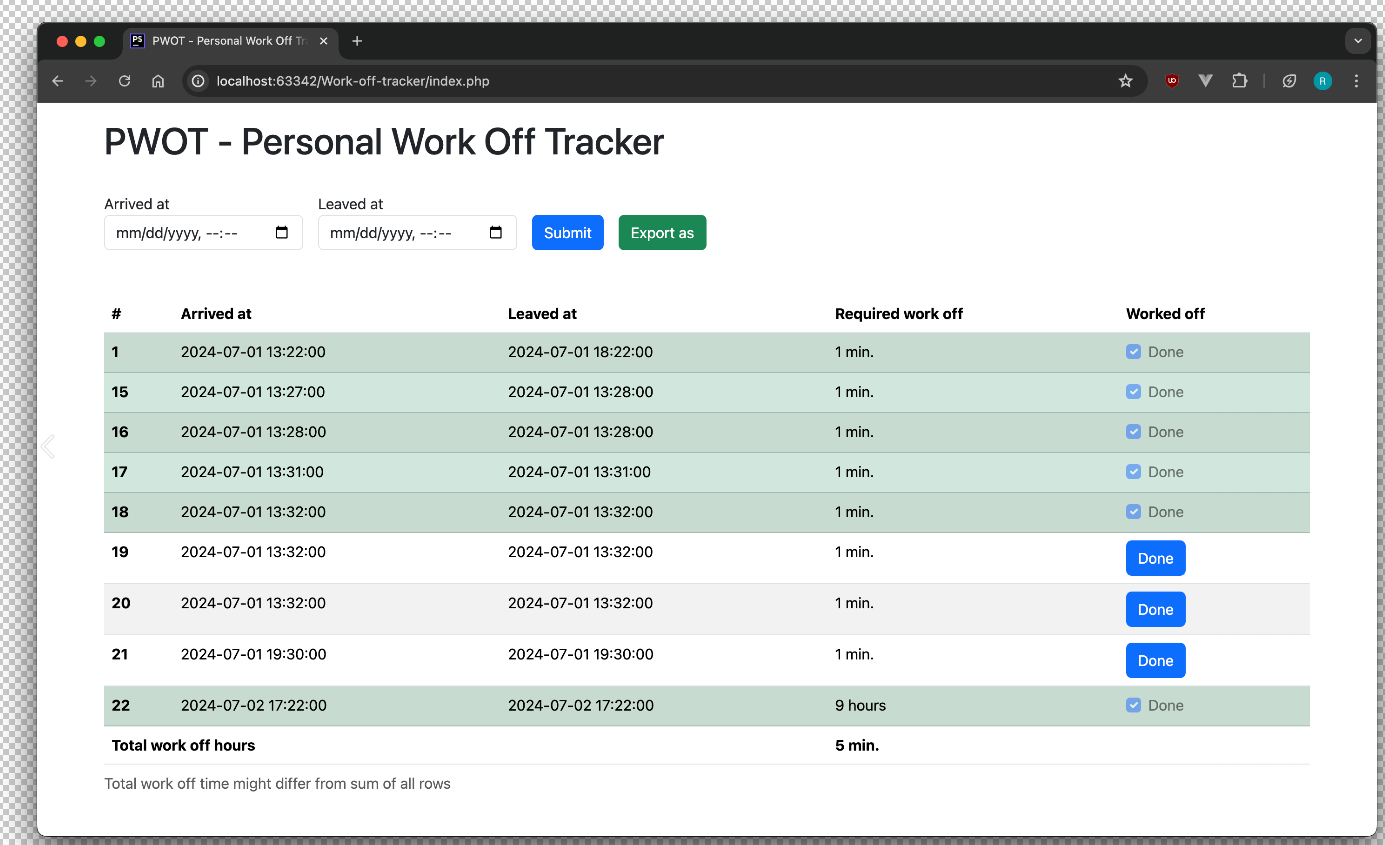 PWOT - Personal Work Off Tr
localhost:63342/Work-off-tracker/index.php
R
PWOT - Personal Work Off Tracker
Arrived at Leaved at
mm/dd/yyyy, --:-- mm/dd/yyyy, --:-- Submit Export as
# Arrived at Leaved at Required work off Worked off
1 2024-07-01 13:22:00 2024-07-01 18:22:00 1 min. Done
15 2024-07-01 13:27:00 2024-07-01 13:28:00 1 min. Done
16 2024-07-01 13:28:00 2024-07-01 13:28:00 1 min. Done
17 2024-07-01 13:31:00 2024-07-01 13:31:00 1 min. Done
18 2024-07-01 13:32:00 2024-07-01 13:32:00 1 min. Done
19 2024-07-01 13:32:00 2024-07-01 13:32:00 1 min. Done
20 2024-07-01 13:32:00 2024-07-01 13:32:00 1 min. Done
21 2024-07-01 19:30:00 2024-07-01 19:30:00 1 min. Done
22 2024-07-02 17:22:00 2024-07-02 17:22:00 9 hours Done
Total work off hours 5 min.
Total work off time might differ from sum of all rows